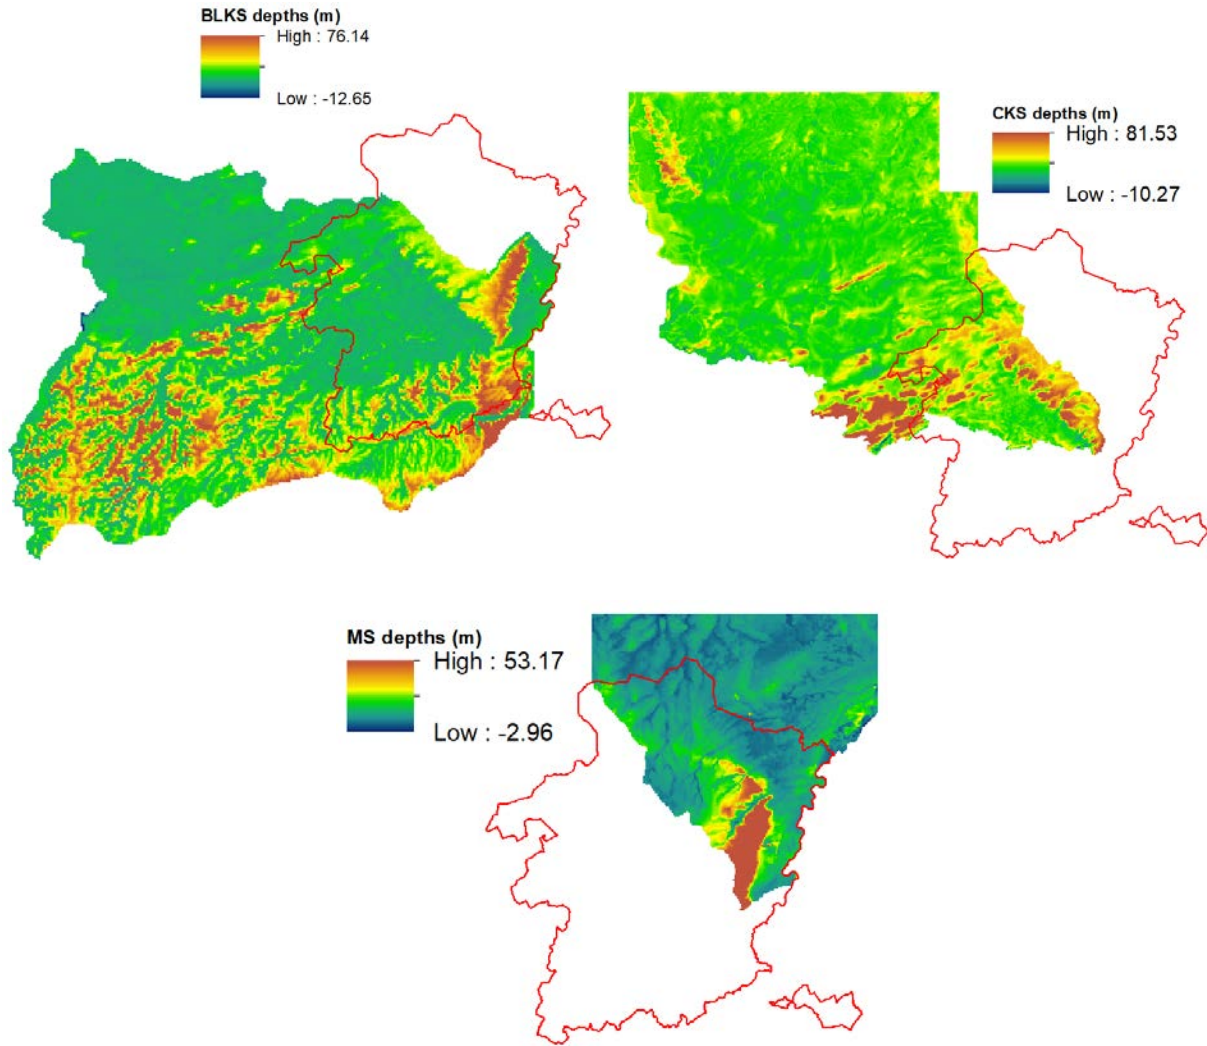 BLKS depths (m)
High : 76.14
Low : -12.65
CKS depths (m)
High : 81.53
Low : -10.27
MS depths (m)
High : 53.17
Low : -2.96